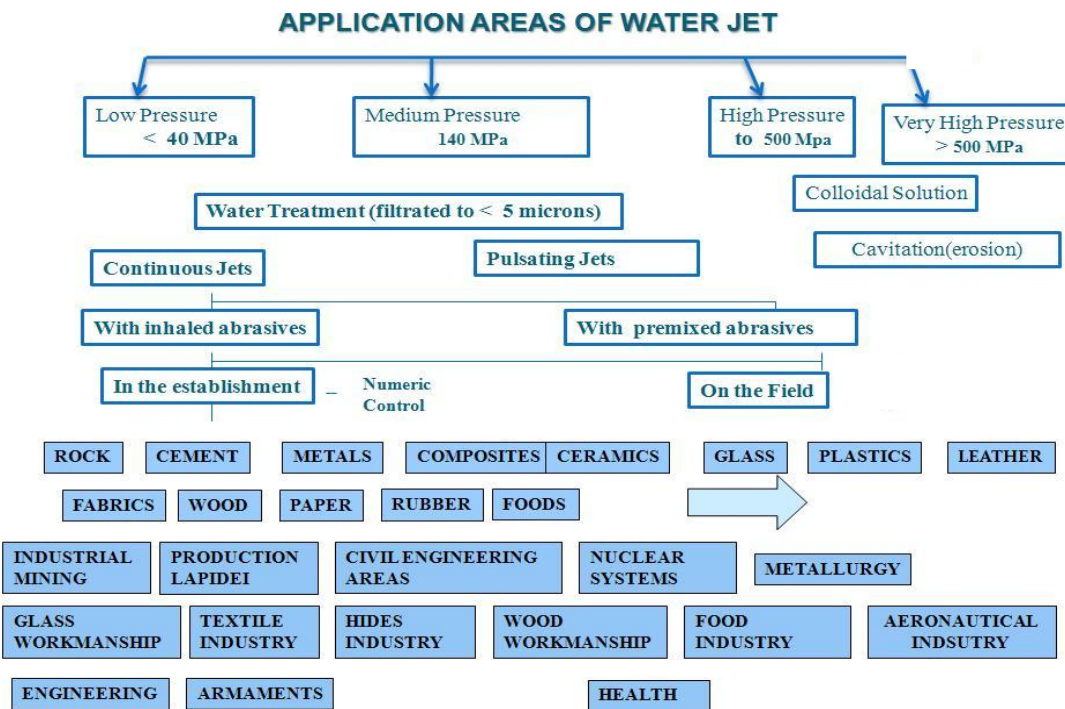 APPLICATION AREAS OF WATER JET
Low Pressure
< 40 MPa
Medium Pressure
140 MPa
High Pressure
to 500 Mpa
Very High Pressure
> 500 MPa
Colloidal Solution
Water Treatment (filtrated to < 5 microns)
Cavitation(erosion)
Pulsating Jets
Continuous Jets
With inhaled abrasives
With premixed abrasives
In the establishment
– Numeric
Control
On the Field
ROCK
CEMENT
METALS
COMPOSITES
CERAMICS
GLASS
PLASTICS
LEATHER
FABRICS
WOOD
PAPER
RUBBER
FOODS
INDUSTRIAL
MINING
PRODUCTION
LAPIDEI
CIVIL ENGINEERING
AREAS
NUCLEAR
SYSTEMS
METALLURGY
GLASS
WORKMANSHIP
TEXTILE
INDUSTRY
HIDES
INDUSTRY
WOOD
WORKMANSHIP
FOOD
INDUSTRY
AERONAUTICAL
INDSUTRY
ENGINEERING
ARMAMENTS
HEALTH